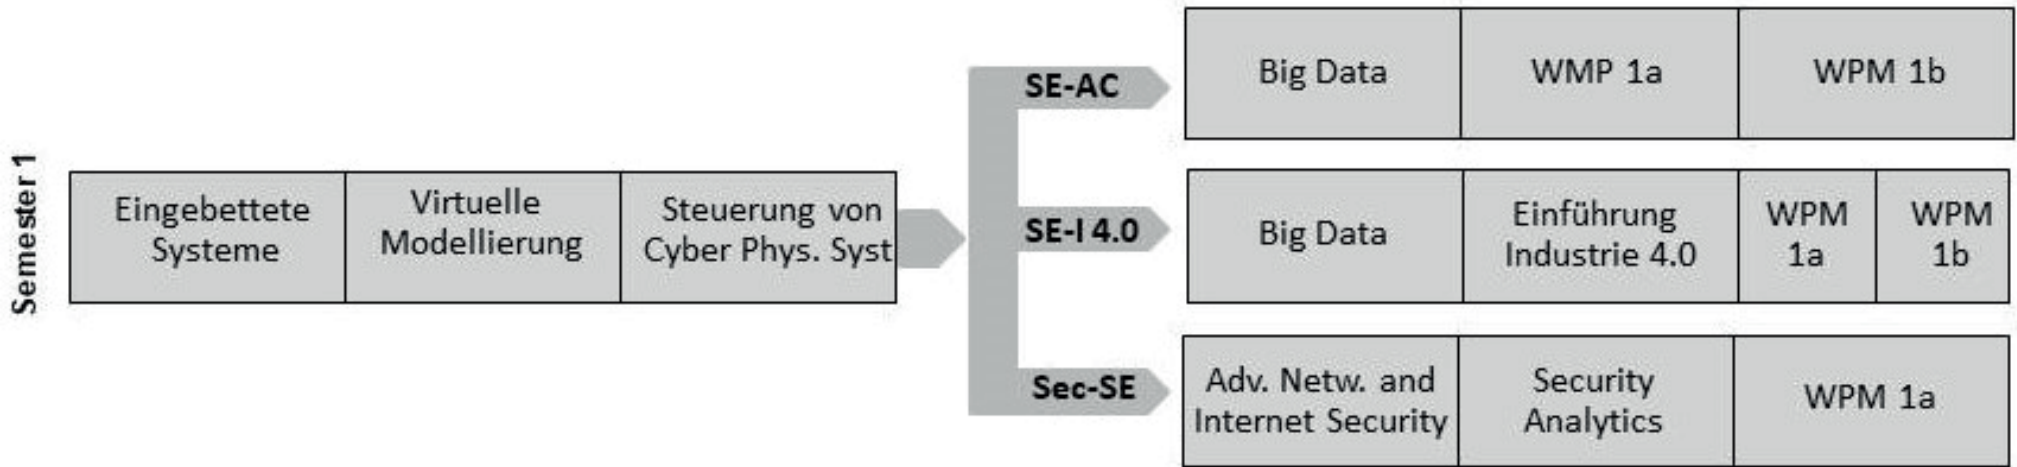 Semester 1
Eingebettete
Systeme
Virtuelle
Modellierung
Steuerung von
Cyber Phys. Syst
SE-AC
Big Data
WMP 1a
WPM 1b
SE-I 4.0
Big Data
Einführung
Industrie 4.0
WPM
1a
WPM
1b
Sec-SE
Adv. Netw. and
Internet Security
Security
Analytics
WPM 1a